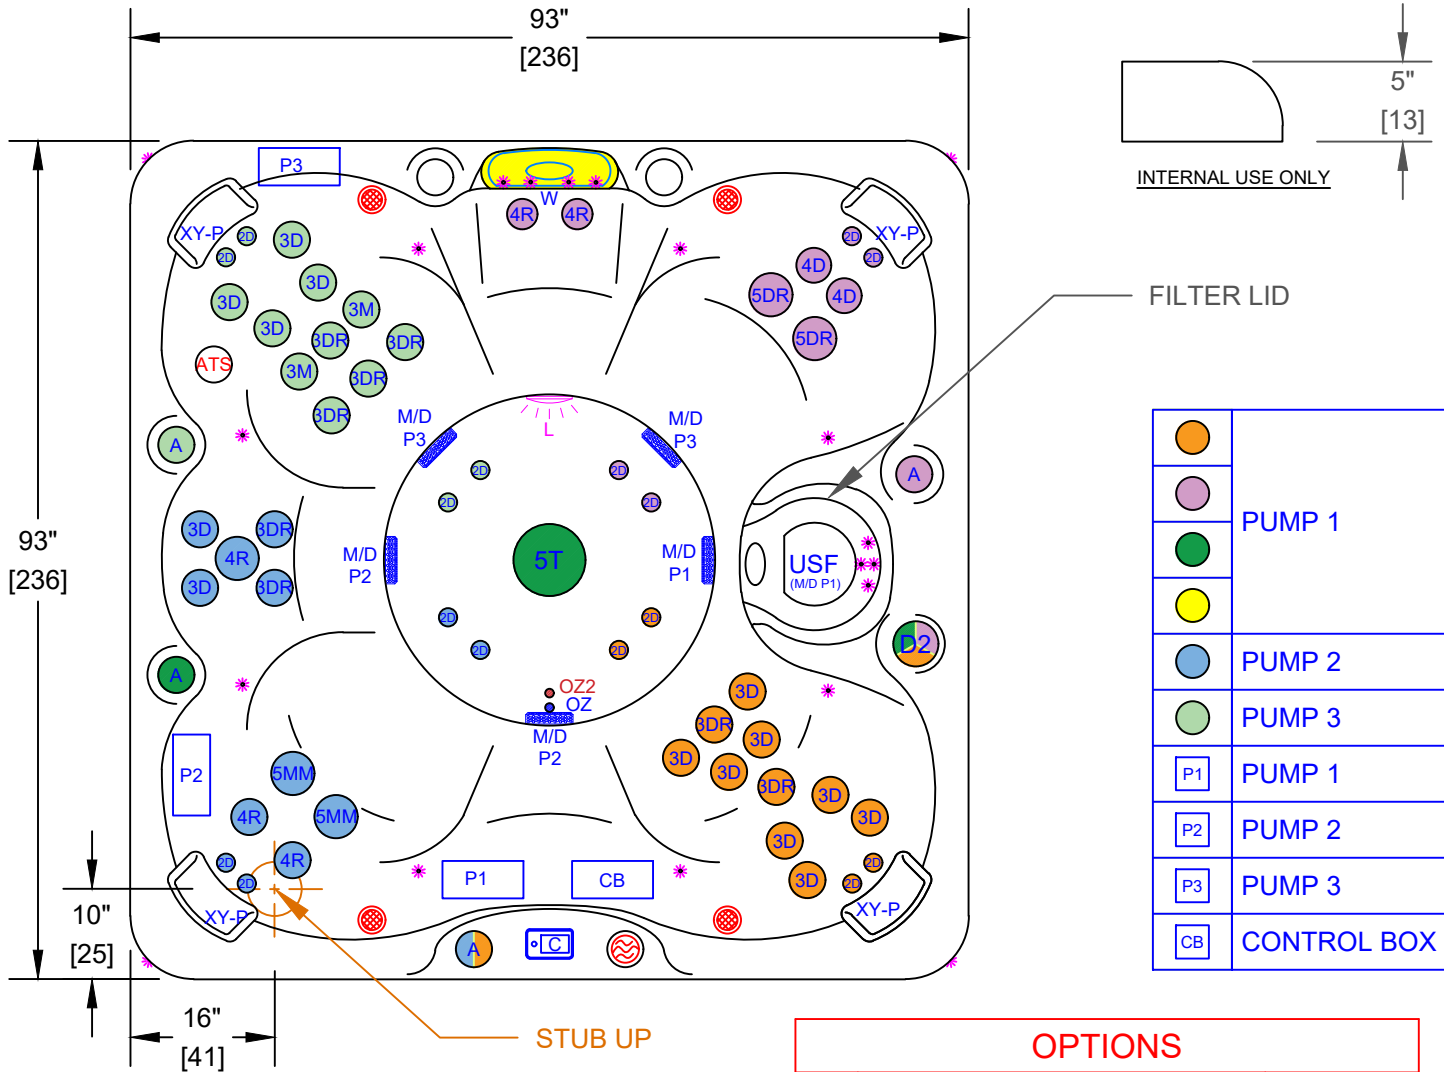 93"
[236]
5"
[13]
INTERNAL USE ONLY
P3
W
4R 4R
XY-P
2D
2D
3D
3D
3D
3D
3M
3DR
3DR
3M
3DR
3DR
ATS
XY-P
2D
2D
4D
5DR
4D
5DR
FILTER LID
A
M/D
P3
L
M/D
P3
A
2D
2D
2D
2D
3D
3DR
4R
3D
3DR
93"
[236]
M/D
P2
5T
M/D
P1
USF
(M/D P1)
2D
2D
2D
2D
D2
A
OZ2
OZ
M/D
P2
P2
5MM
4R
5MM
4R
2D
2D
XY-P
3D
3DR
3D
3D
3D
3DR
3D
3D
3D
3D
2D
2D
XY-P
P1
CB
A
C
10"
[25]
16"
[41]
STUB UP
PUMP 1
PUMP 2
PUMP 3
P1 PUMP 1
P2 PUMP 2
P3 PUMP 3
CB CONTROL BOX
OPTIONS